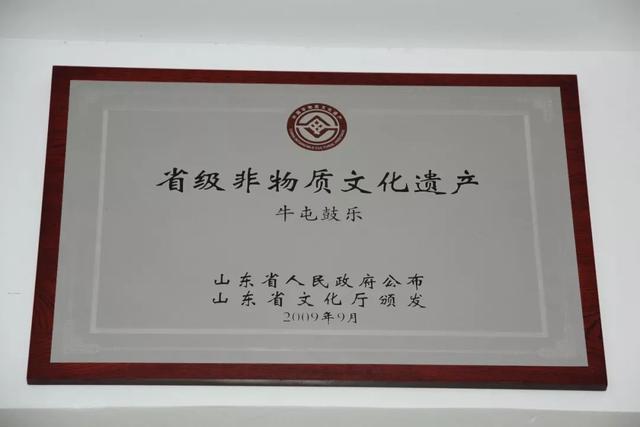 省级非物质文化遗产
牛屯鼓乐
山东省人民政府公布
山东省文化厅颁发
2009年9月